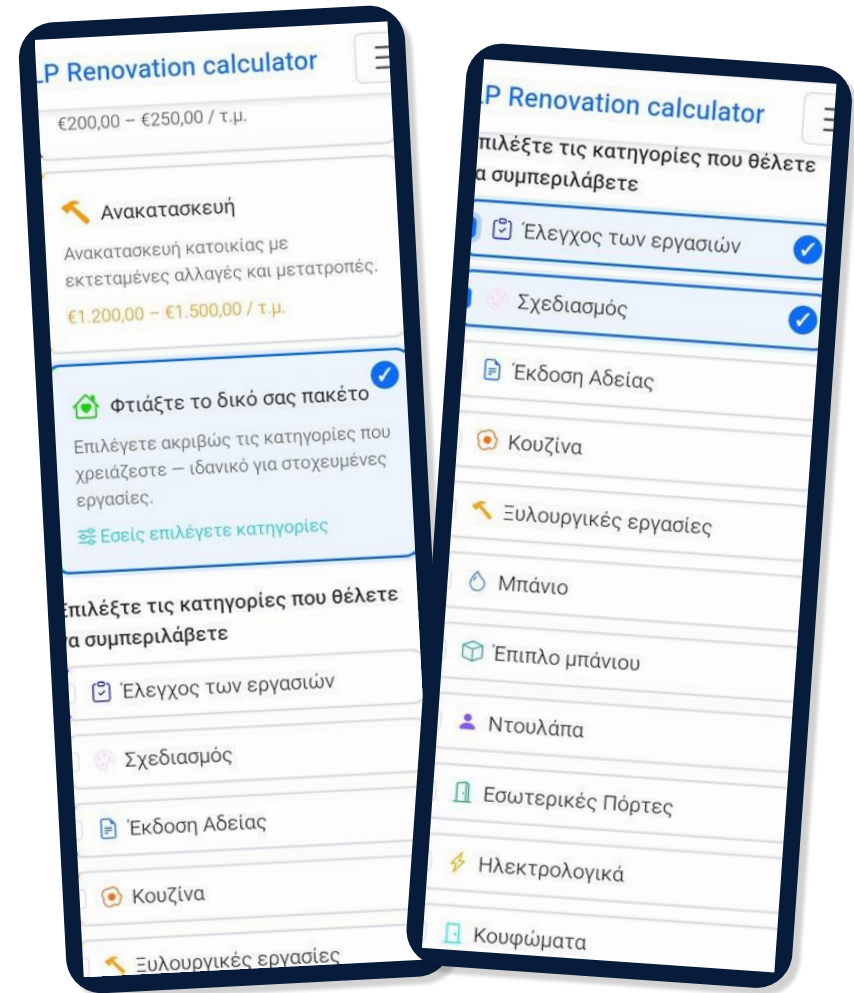 LP Renovation calculator
€200,00 – €250,00 / τ.μ.
Ανακατασκευή
Ανακατασκευή κατοικίας με
εκτεταμένες αλλαγές και μετατροπές.
€1.200,00 – €1.500,00 / τ.μ.
Φτιάξτε το δικό σας πακέτο
Επιλέγετε ακριβώς τις κατηγορίες που
χρειάζεστε — ιδανικό για στοχευμένες
εργασίες.
Εσείς επιλέγετε κατηγορίες
Επιλέξτε τις κατηγορίες που θέλετε
να συμπεριλάβετε
Έλεγχος των εργασιών
Σχεδιασμός
Έκδοση Αδείας
Κουζίνα
Ξυλουργικές εργασίες
LP Renovation calculator
πιλέξτε τις κατηγορίες που θέλετε
α συμπεριλάβετε
Έλεγχος των εργασιών
Σχεδιασμός
Έκδοση Αδείας
Κουζίνα
Ξυλουργικές εργασίες
Μπάνιο
Έπιπλο μπάνιου
Ντουλάπα
Εσωτερικές Πόρτες
Ηλεκτρολογικά
Κουφώματα